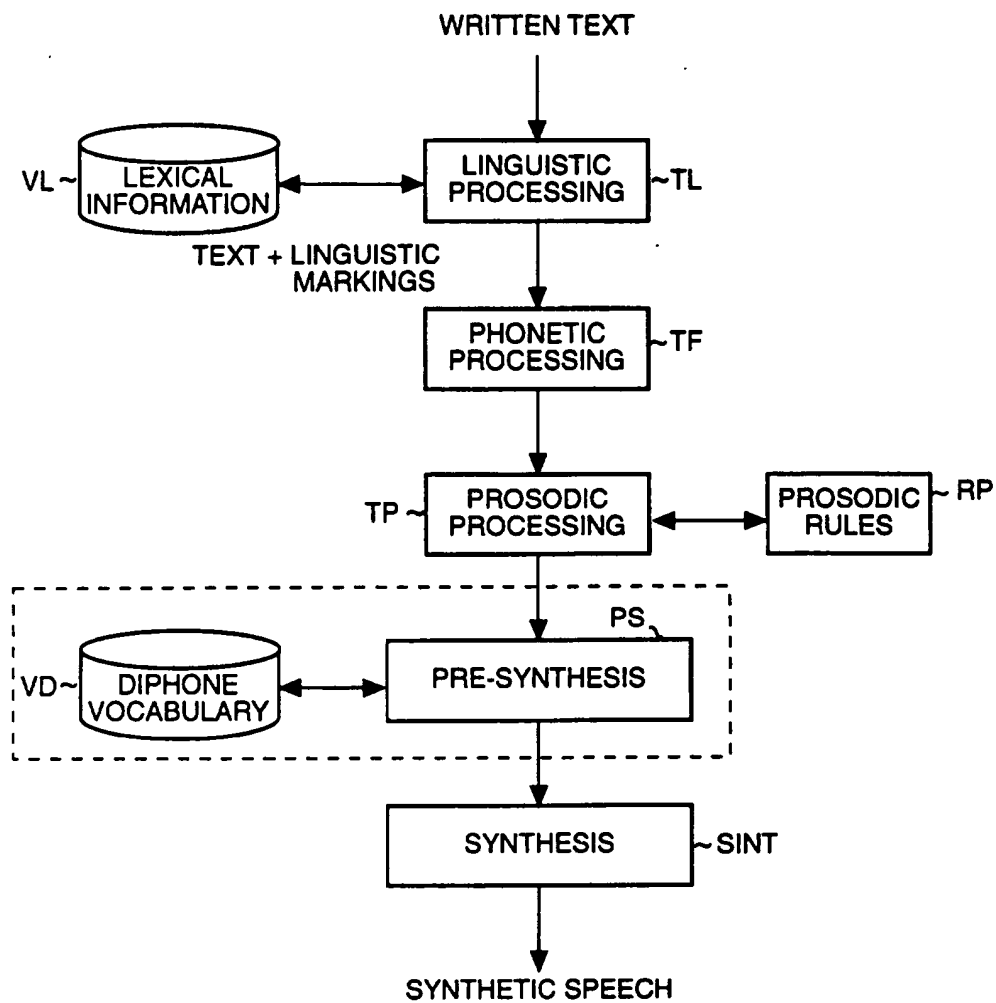 WRITTEN TEXT
VL
LEXICAL
INFORMATION
LINGUISTIC
PROCESSING
TL
TEXT + LINGUISTIC
MARKINGS
PHONETIC
PROCESSING
TF
TP
PROSODIC
PROCESSING
PROSODIC
RULES
RP
PS
VD
DIPHONE
VOCABULARY
PRE-SYNTHESIS
SYNTHESIS
SINT
SYNTHETIC SPEECH